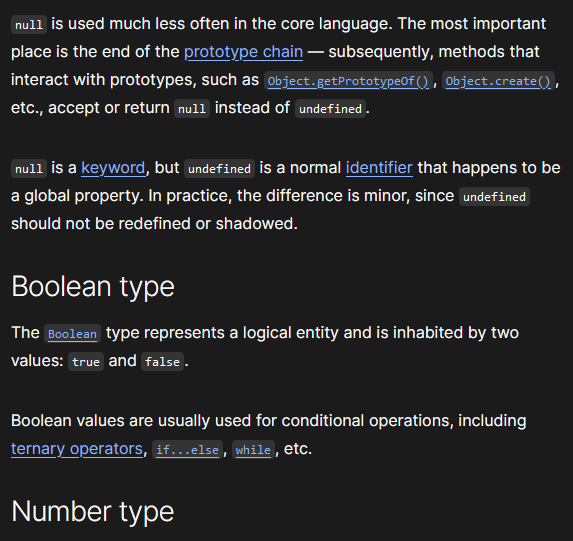 null is used much less often in the core language. The most important
place is the end of the prototype chain — subsequently, methods that
interact with prototypes, such as Object.getPrototypeOf(), Object.create(),
etc., accept or return null instead of undefined.
null is a keyword, but undefined is a normal identifier that happens to be
a global property. In practice, the difference is minor, since undefined
should not be redefined or shadowed.
Boolean type
The Boolean type represents a logical entity and is inhabited by two
values: true and false.
Boolean values are usually used for conditional operations, including
ternary operators, if...else, while, etc.
Number type